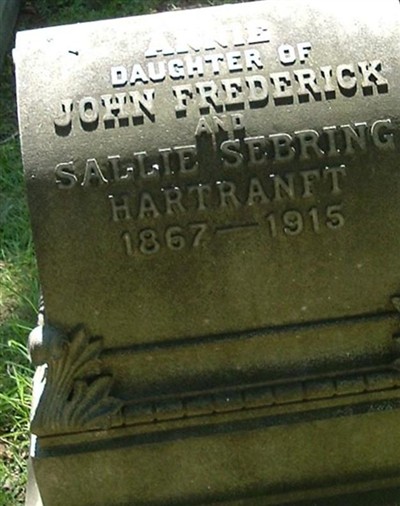 ANNIE
DAUGHTER OF
JOHN FREDERICK
AND
SALLIE SEBRING
HARTRANFT
1867—1915